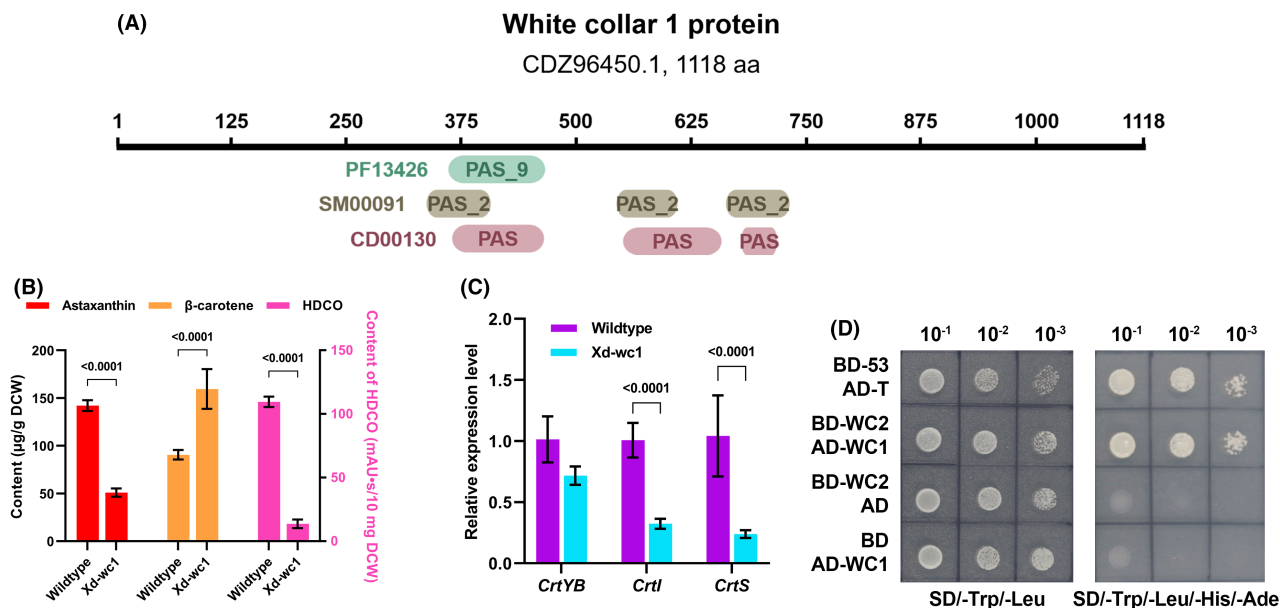 (A)
White collar 1 protein
CDZ96450.1, 1118 aa
1 125 250 375 500 625 750 875 1000 1118
PF13426 PAS_9
SM00091 PAS_2 PAS_2 PAS_2
CD00130 PAS PAS PAS
(B)
Astaxanthin β-carotene HDCO
Content (μg/g DCW)
200
150
100
50
0
<0.0001
<0.0001
<0.0001
150
100
50
0
Content of HDCO (mAU•s/10 mg DCW)
Wildtype
Xd-wc1
Wildtype
Xd-wc1
Wildtype
Xd-wc1
(C)
Relative expression level
2.0
1.5
1.0
0.5
0.0
Wildtype
Xd-wc1
<0.0001
<0.0001
CrtYB CrtI CrtS
(D)
10⁻¹ 10⁻² 10⁻³ 10⁻¹ 10⁻² 10⁻³
BD-53
AD-T
BD-WC2
AD-WC1
BD-WC2
AD
BD
AD-WC1
SD/-Trp/-Leu SD/-Trp/-Leu/-His/-Ade